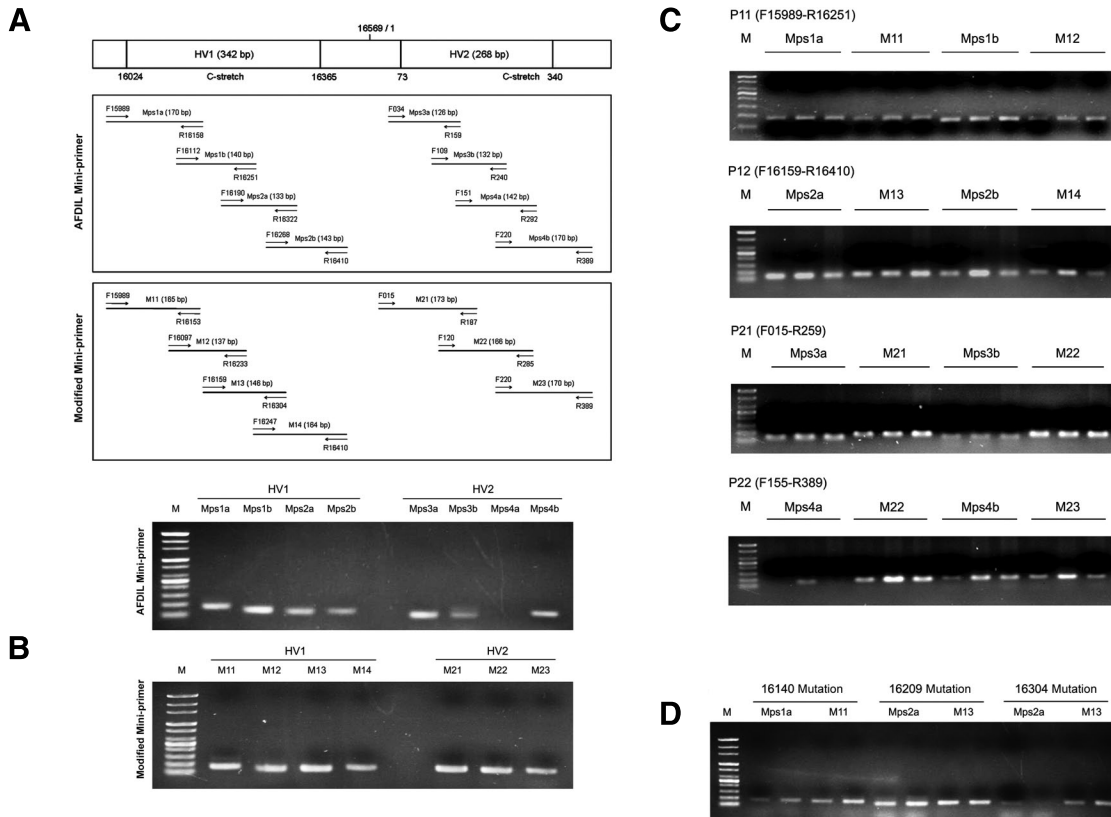 A
16569 / 1
HV1 (342 bp)
HV2 (268 bp)
16024
C-stretch
16365
73
C-stretch
340
AFDIL Mini-primer
F15989
Mps1a (170 bp)
R16158
F16112
Mps1b (140 bp)
R16251
F16190
Mps2a (133 bp)
R16322
F16268
Mps2b (143 bp)
R16410
F034
Mps3a (126 bp)
R159
F109
Mps3b (132 bp)
R240
F151
Mps4a (142 bp)
R292
F220
Mps4b (170 bp)
R389
Modified Mini-primer
F15989
M11 (165 bp)
R16153
F16097
M12 (137 bp)
R16233
F16159
M13 (146 bp)
R16304
F16247
M14 (164 bp)
R16410
F015
M21 (173 bp)
R187
F120
M22 (166 bp)
R285
F220
M23 (170 bp)
R389
B
AFDIL Mini-primer
HV1
HV2
M Mps1a Mps1b Mps2a Mps2b Mps3a Mps3b Mps4a Mps4b
Modified Mini-primer
HV1
HV2
M M11 M12 M13 M14 M21 M22 M23
C
P11 (F15989-R16251)
M Mps1a M11 Mps1b M12
P12 (F16159-R16410)
M Mps2a M13 Mps2b M14
P21 (F015-R259)
M Mps3a M21 Mps3b M22
P22 (F155-R389)
M Mps4a M22 Mps4b M23
D
16140 Mutation 16209 Mutation 16304 Mutation
M Mps1a M11 Mps2a M13 Mps2a M13